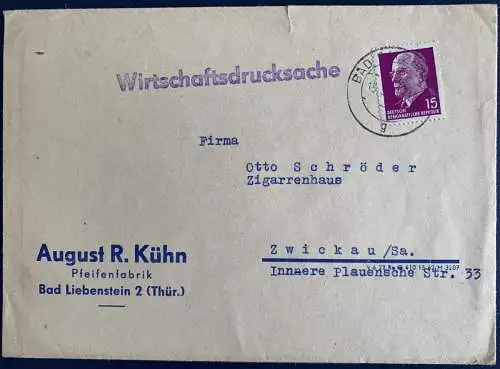 Wirtschaftsdrucksache
BAD
15
DEUTSCHE
DEMOKRATISCHE REPUBLIK
g
Firma
Otto Schröder
Zigarrenhaus
August R. Kühn
Pfeifenfabrik
Bad Liebenstein 2 (Thür.)
Zwickau/Sa.
Innere Plauensche Str. 33